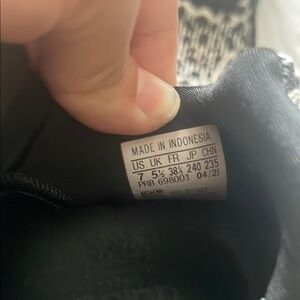 MADE IN INDONESIA
US UK FR JP CHN
7 5½ 38⅔ 240 235
PRB 698001 04/21